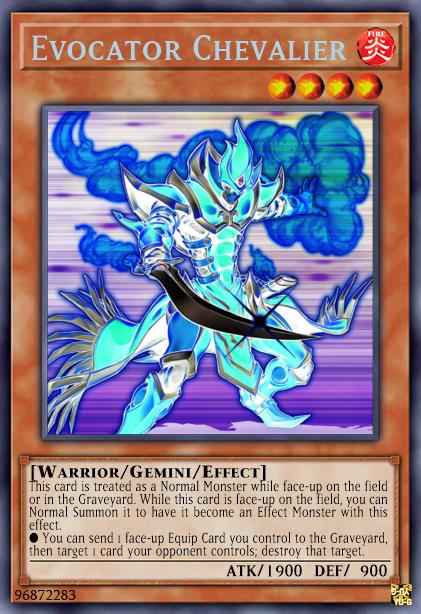 EVOCATOR CHEVALIER
FIRE
炎
[WARRIOR/GEMINI/EFFECT]
This card is treated as a Normal Monster while face-up on the field
or in the Graveyard. While this card is face-up on the field, you can
Normal Summon it to have it become an Effect Monster with this
effect.
● You can send 1 face-up Equip Card you control to the Graveyard,
then target 1 card your opponent controls; destroy that target.
ATK/1900 DEF/ 900
96872283